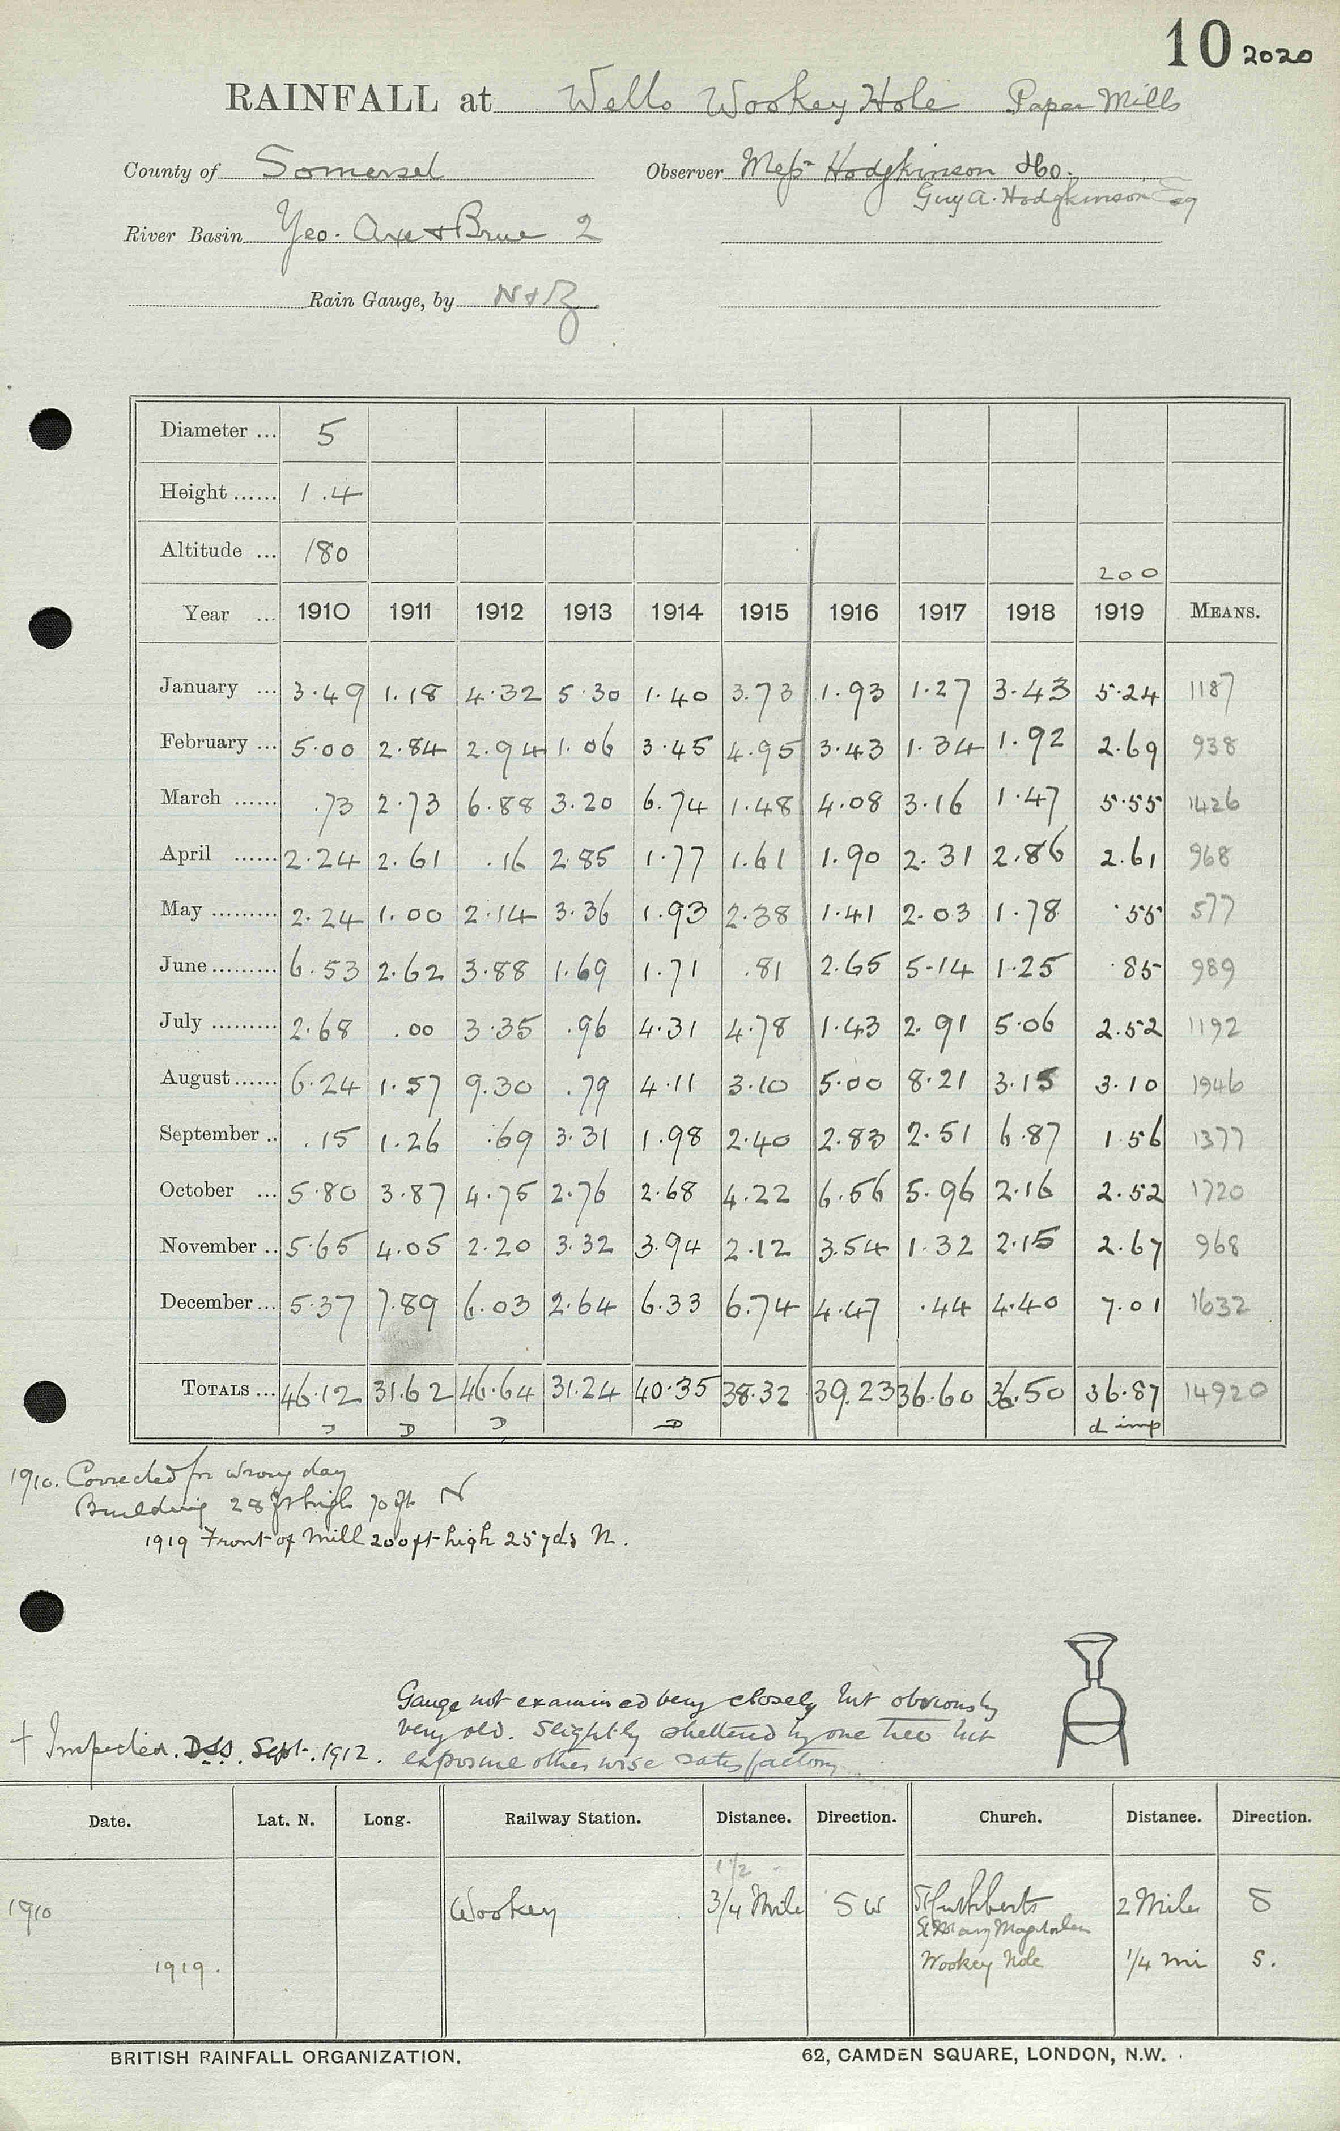 10 2020
RAINFALL at Wells Wookey Hole Paper Mills
County of Somerset Observer Messrs Hodgkinson & Co.
Guy A. Hodgkinson Esq
River Basin Yeo. Axe & Brue 2
Rain Gauge, by N & Z
Diameter ... 5
Height ...... 1.4
Altitude ... 180
200
Year ... 1910 1911 1912 1913 1914 1915 1916 1917 1918 1919 MEANS.
January ... 3.49 1.18 4.32 5.30 1.40 3.73 1.93 1.27 3.43 5.24 1187
February ... 5.00 2.84 2.94 1.06 3.45 4.95 3.43 1.34 1.92 2.69 938
March ...... .73 2.73 6.88 3.20 6.74 1.48 4.08 3.16 1.47 5.55 1426
April ...... 2.24 2.61 .16 2.85 1.77 1.61 1.90 2.31 2.86 2.61 968
May ......... 2.24 1.00 2.14 3.36 1.93 2.38 1.41 2.03 1.78 .55 577
June ......... 6.53 2.62 3.88 1.69 1.71 .81 2.65 5.14 1.25 .85 989
July ......... 2.68 .00 3.35 .96 4.31 4.78 1.43 2.91 5.06 2.52 1192
August ...... 6.24 1.57 9.30 .79 4.11 3.10 5.00 8.21 3.15 3.10 1946
September .. .15 1.26 .69 3.31 1.98 2.40 2.83 2.51 6.87 1.56 1377
October ... 5.80 3.87 4.75 2.76 2.68 4.22 6.56 5.96 2.16 2.52 1720
November .. 5.65 4.05 2.20 3.32 3.94 2.12 3.54 1.32 2.15 2.67 968
December ... 5.37 7.89 6.03 2.64 6.33 6.74 4.47 .44 4.40 7.01 1632
TOTALS ... 46.12 31.62 46.64 31.24 40.35 38.32 39.23 36.60 36.50 36.87 14920
D D D D d imp
1910. Corrected for wrong day
Building 28 ft high 70 ft N
1919 Front of Mill 200 ft high 25 yds N.
Gauge not examined very closely but obviously
very old. Slightly sheltered by one tree but
† Inspected. DSS. Sept. 1912. exposure otherwise satisfactory
Date. Lat. N. Long. Railway Station. Distance. Direction. Church. Distance. Direction.
1 1/2
1910 Wookey 3/4 Mile SW St Cuthberts 2 Miles S
St Mary Magdalen
1919. Wookey Hole 1/4 mi S.
BRITISH RAINFALL ORGANIZATION. 62, CAMDEN SQUARE, LONDON, N.W.